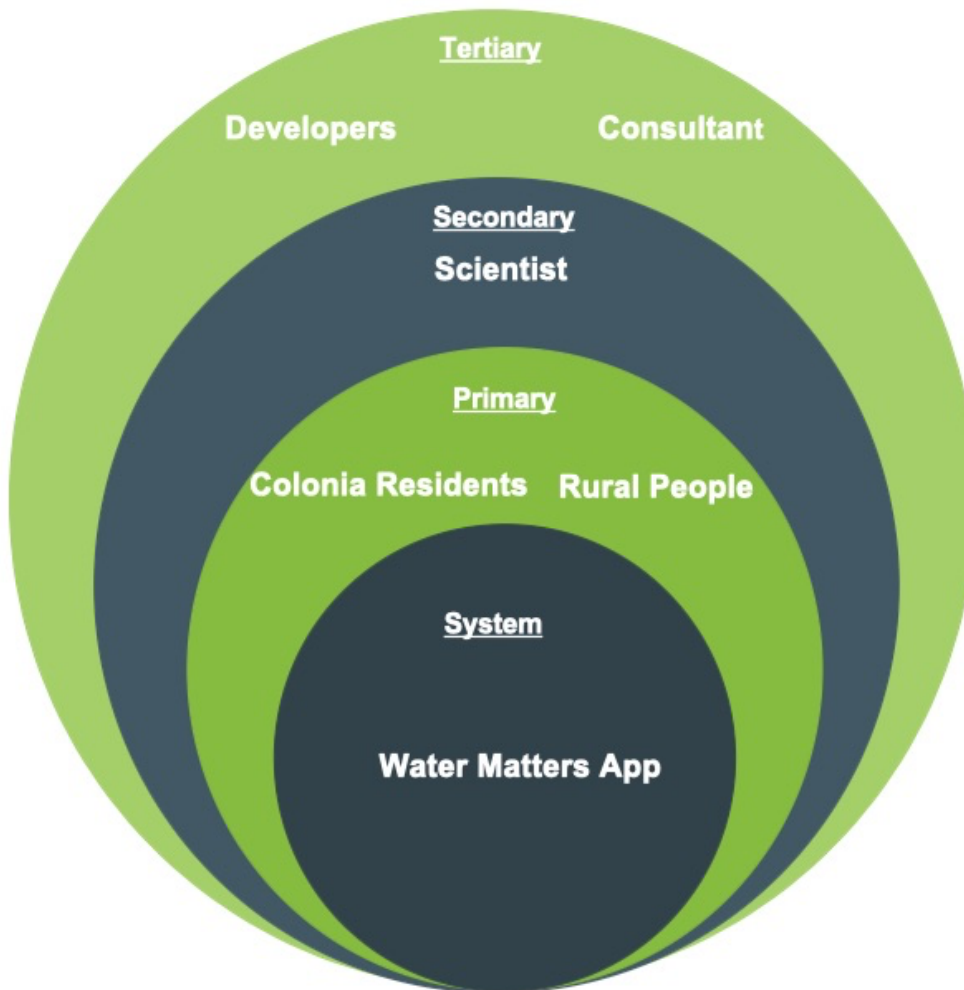 Tertiary
Developers Consultant
Secondary
Scientist
Primary
Colonia Residents Rural People
System
Water Matters App